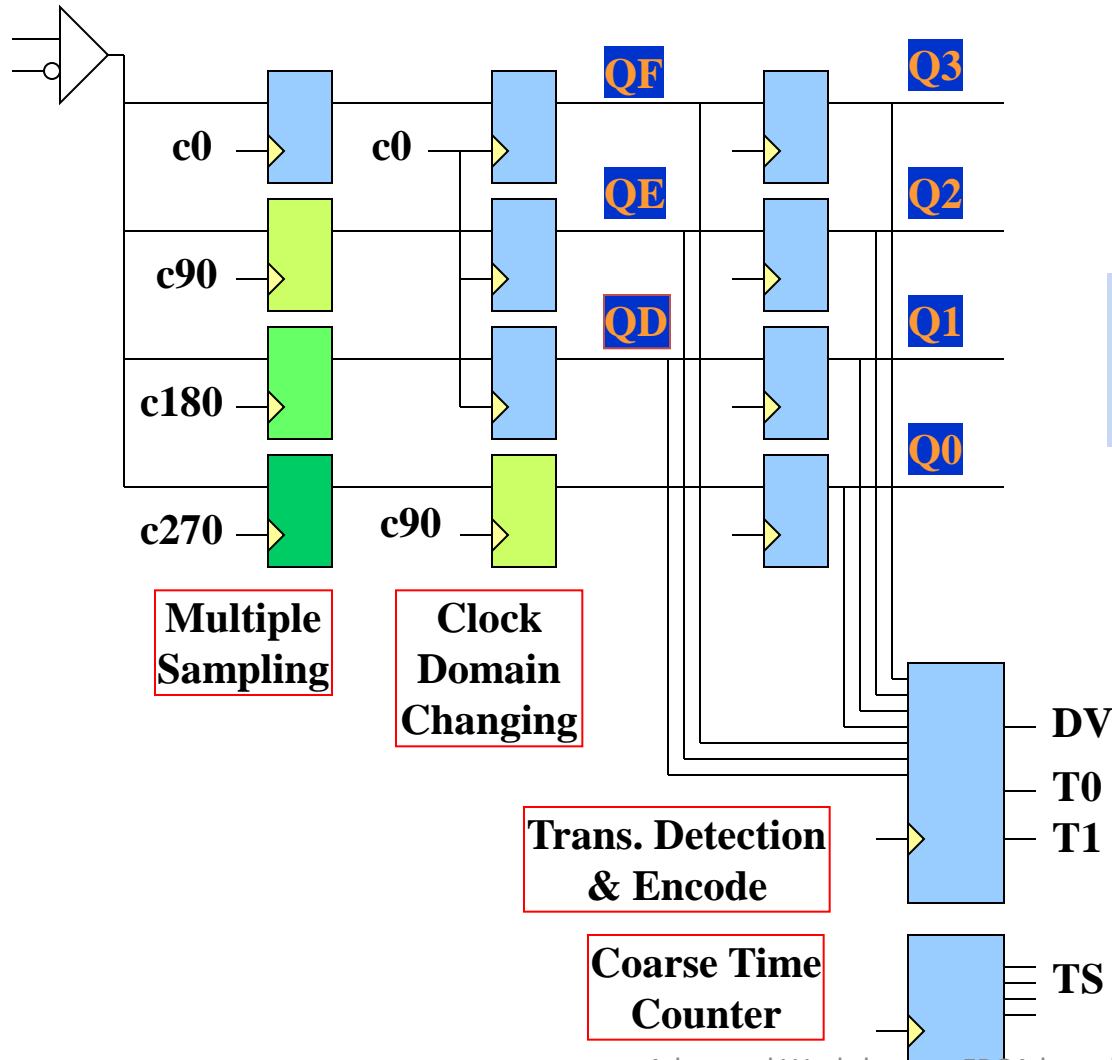 QF
Q3
c0
c0
QE
Q2
c90
QD
Q1
c180
Q0
c270
c90
Multiple
Sampling
Clock
Domain
Changing
DV
T0
T1
Trans. Detection
& Encode
Coarse Time
Counter
TS